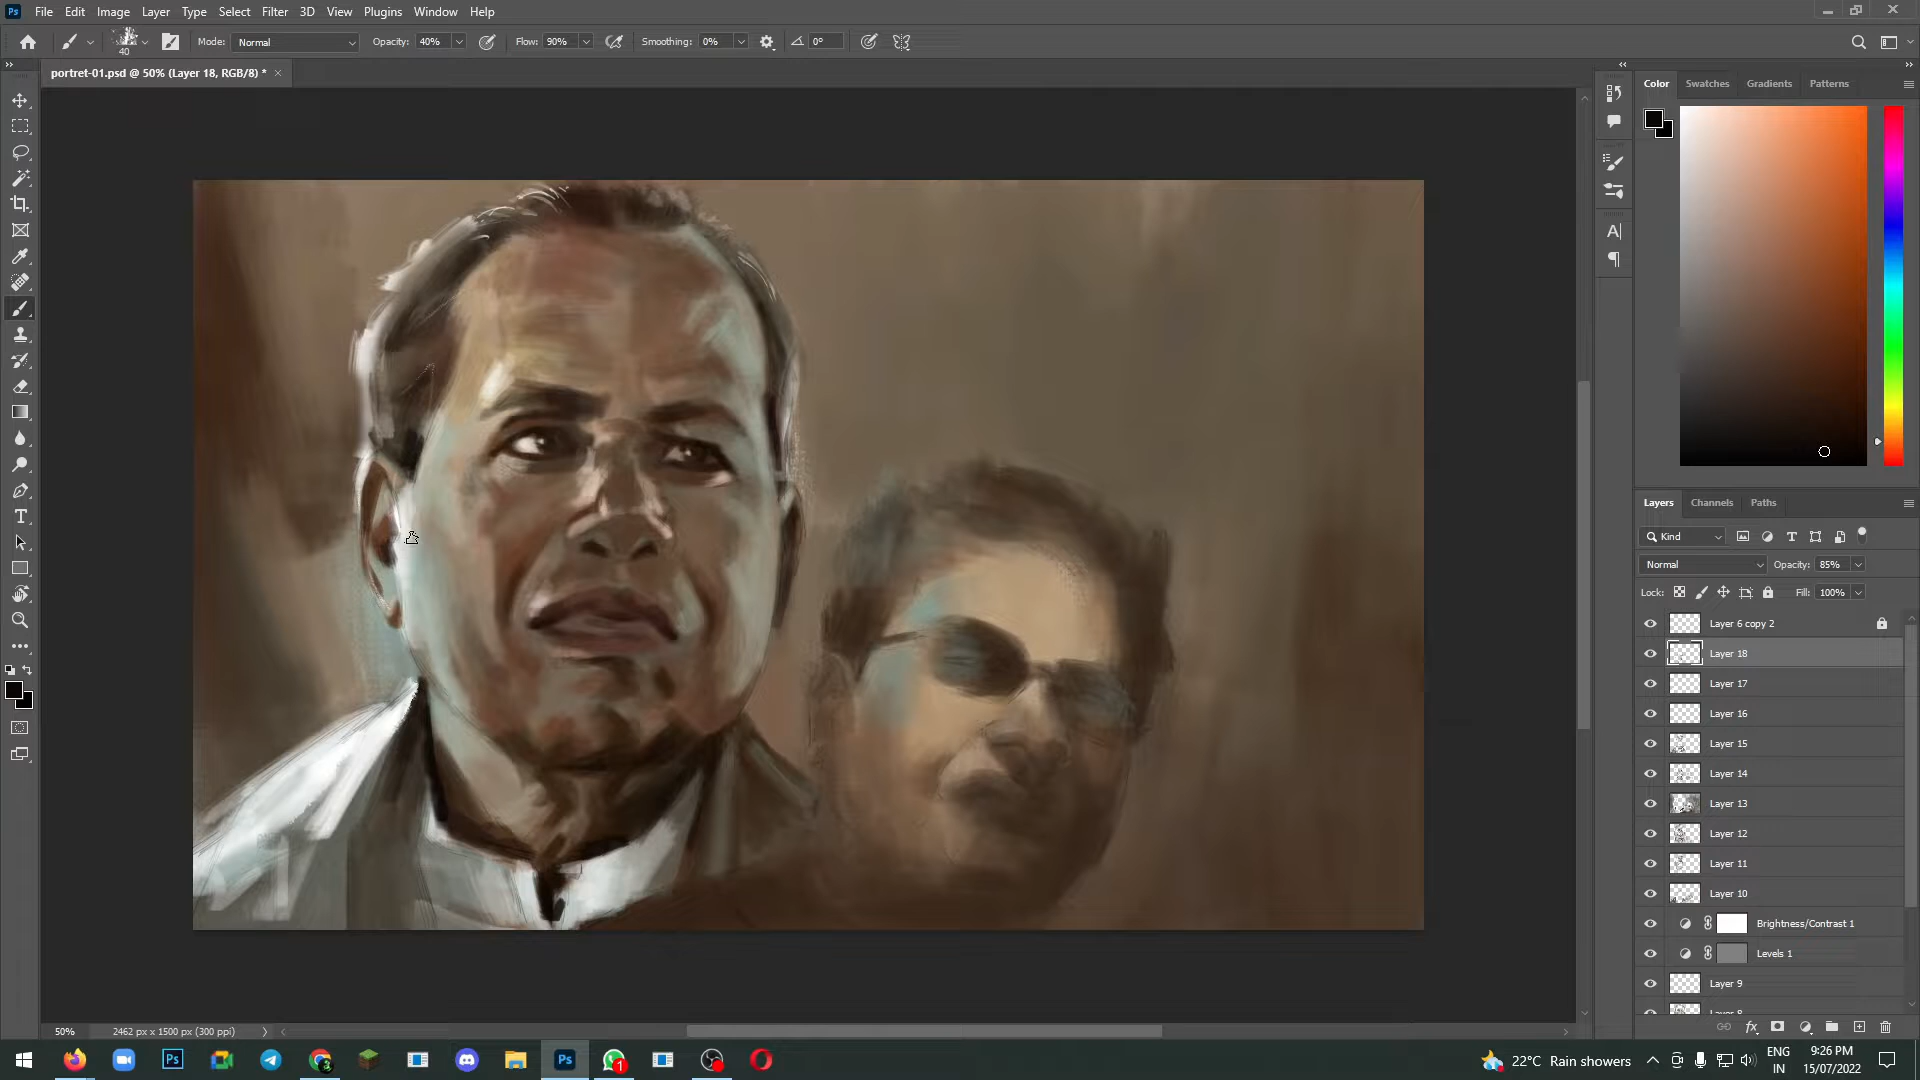 File Edit Image Layer Type Select Filter 3D View Plugins Window Help
40 Mode: Normal Opacity: 40% Flow: 90% Smoothing: 0% 0°
portret-01.psd @ 50% (Layer 18, RGB/8) *
Color Swatches Gradients Patterns
Layers Channels Paths
Kind
Normal Opacity: 85%
Lock: Fill: 100%
Layer 6 copy 2
Layer 18
Layer 17
Layer 16
Layer 15
Layer 14
Layer 13
Layer 12
Layer 11
Layer 10
Brightness/Contrast 1
Levels 1
Layer 9
50% 2462 px x 1500 px (300 ppi)
22°C Rain showers ENG IN 9:26 PM 15/07/2022